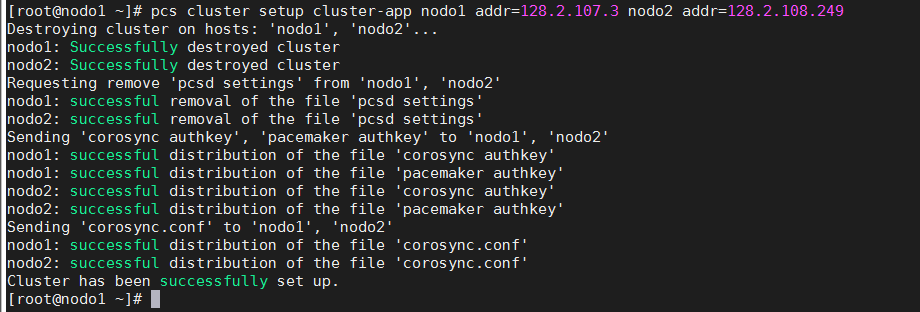 [root@nodo1 ~]# pcs cluster setup cluster-app nodo1 addr=128.2.107.3 nodo2 addr=128.2.108.249
Destroying cluster on hosts: 'nodo1', 'nodo2'...
nodo1: Successfully destroyed cluster
nodo2: Successfully destroyed cluster
Requesting remove 'pcsd settings' from 'nodo1', 'nodo2'
nodo1: successful removal of the file 'pcsd settings'
nodo2: successful removal of the file 'pcsd settings'
Sending 'corosync authkey', 'pacemaker authkey' to 'nodo1', 'nodo2'
nodo1: successful distribution of the file 'corosync authkey'
nodo1: successful distribution of the file 'pacemaker authkey'
nodo2: successful distribution of the file 'corosync authkey'
nodo2: successful distribution of the file 'pacemaker authkey'
Sending 'corosync.conf' to 'nodo1', 'nodo2'
nodo1: successful distribution of the file 'corosync.conf'
nodo2: successful distribution of the file 'corosync.conf'
Cluster has been successfully set up.
[root@nodo1 ~]#